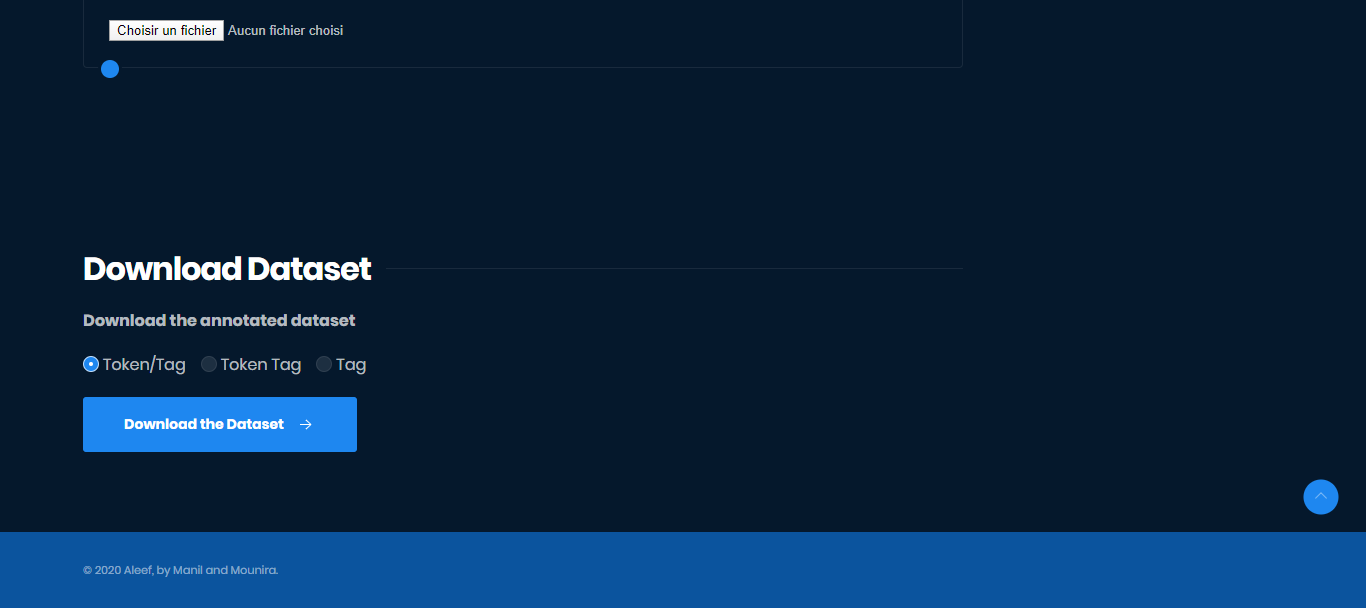 Choisir un fichier Aucun fichier choisi
Download Dataset
Download the annotated dataset
Token/Tag Token Tag Tag
Download the Dataset →
© 2020 Aleef, by Manil and Mounira.